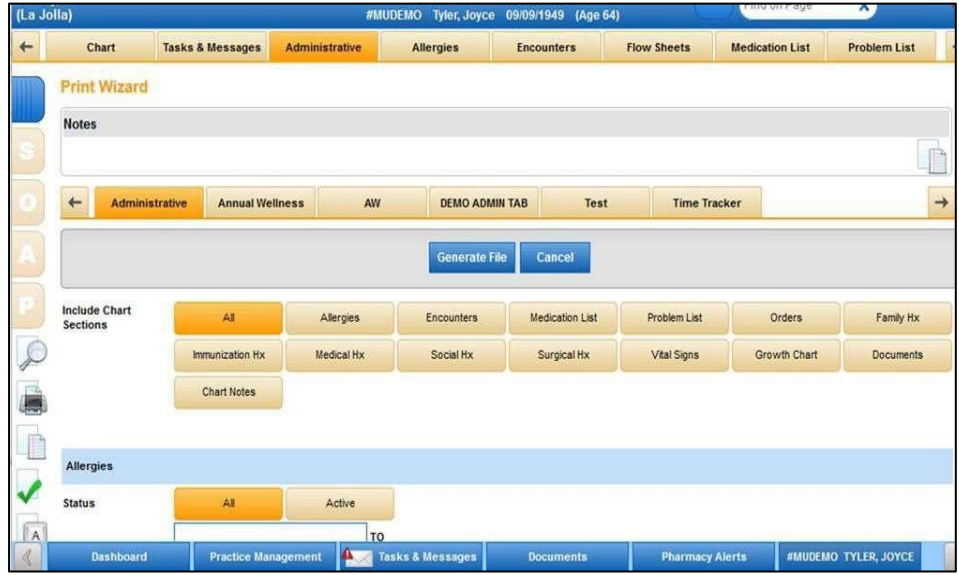 (La Jolla) #MUDEMO Tyler, Joyce 09/09/1949 (Age 64) Find on Page
Chart Tasks & Messages Administrative Allergies Encounters Flow Sheets Medication List Problem List
Print Wizard
Notes
S
O
A
P
Administrative Annual Wellness AW DEMO ADMIN TAB Test Time Tracker
Generate File Cancel
Include Chart Sections
All Allergies Encounters Medication List Problem List Orders Family Hx
Immunization Hx Medical Hx Social Hx Surgical Hx Vital Signs Growth Chart Documents
Chart Notes
Allergies
Status All Active
TO
A
Dashboard Practice Management Tasks & Messages Documents Pharmacy Alerts #MUDEMO TYLER, JOYCE